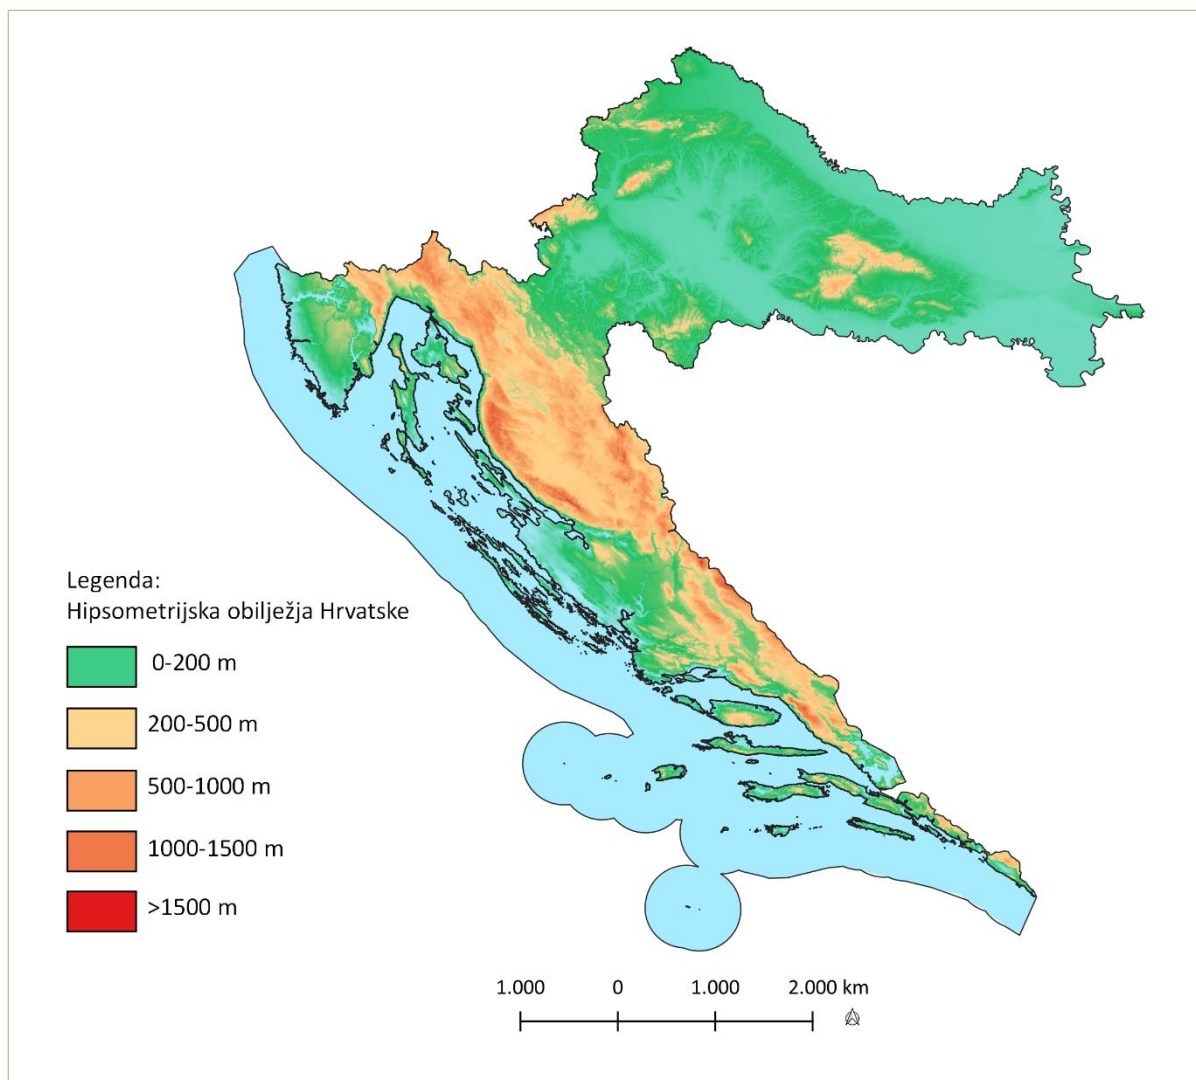 Legenda:
Hipsometrijska obilježja Hrvatske
0-200 m
200-500 m
500-1000 m
1000-1500 m
>1500 m
1.000 0 1.000 2.000 km